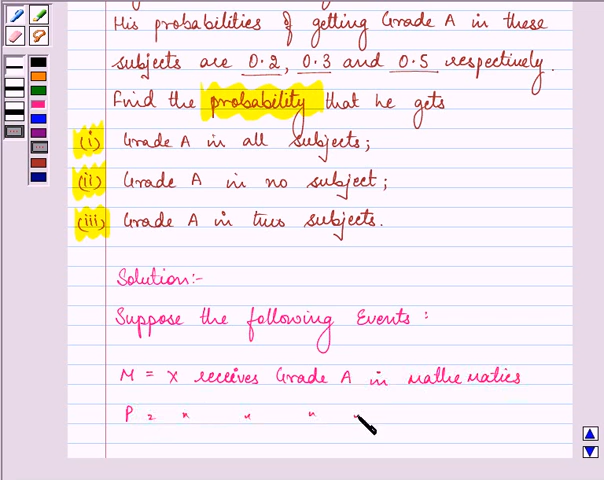 His probabilities of getting Grade A in these
subjects are 0.2, 0.3 and 0.5 respectively.
Find the probability that he gets
(i) Grade A in all subjects;
(ii) Grade A in no subject;
(iii) Grade A in two subjects.
Solution:-
Suppose the following Events :
M = X receives Grade A in mathematics
P = " " " "